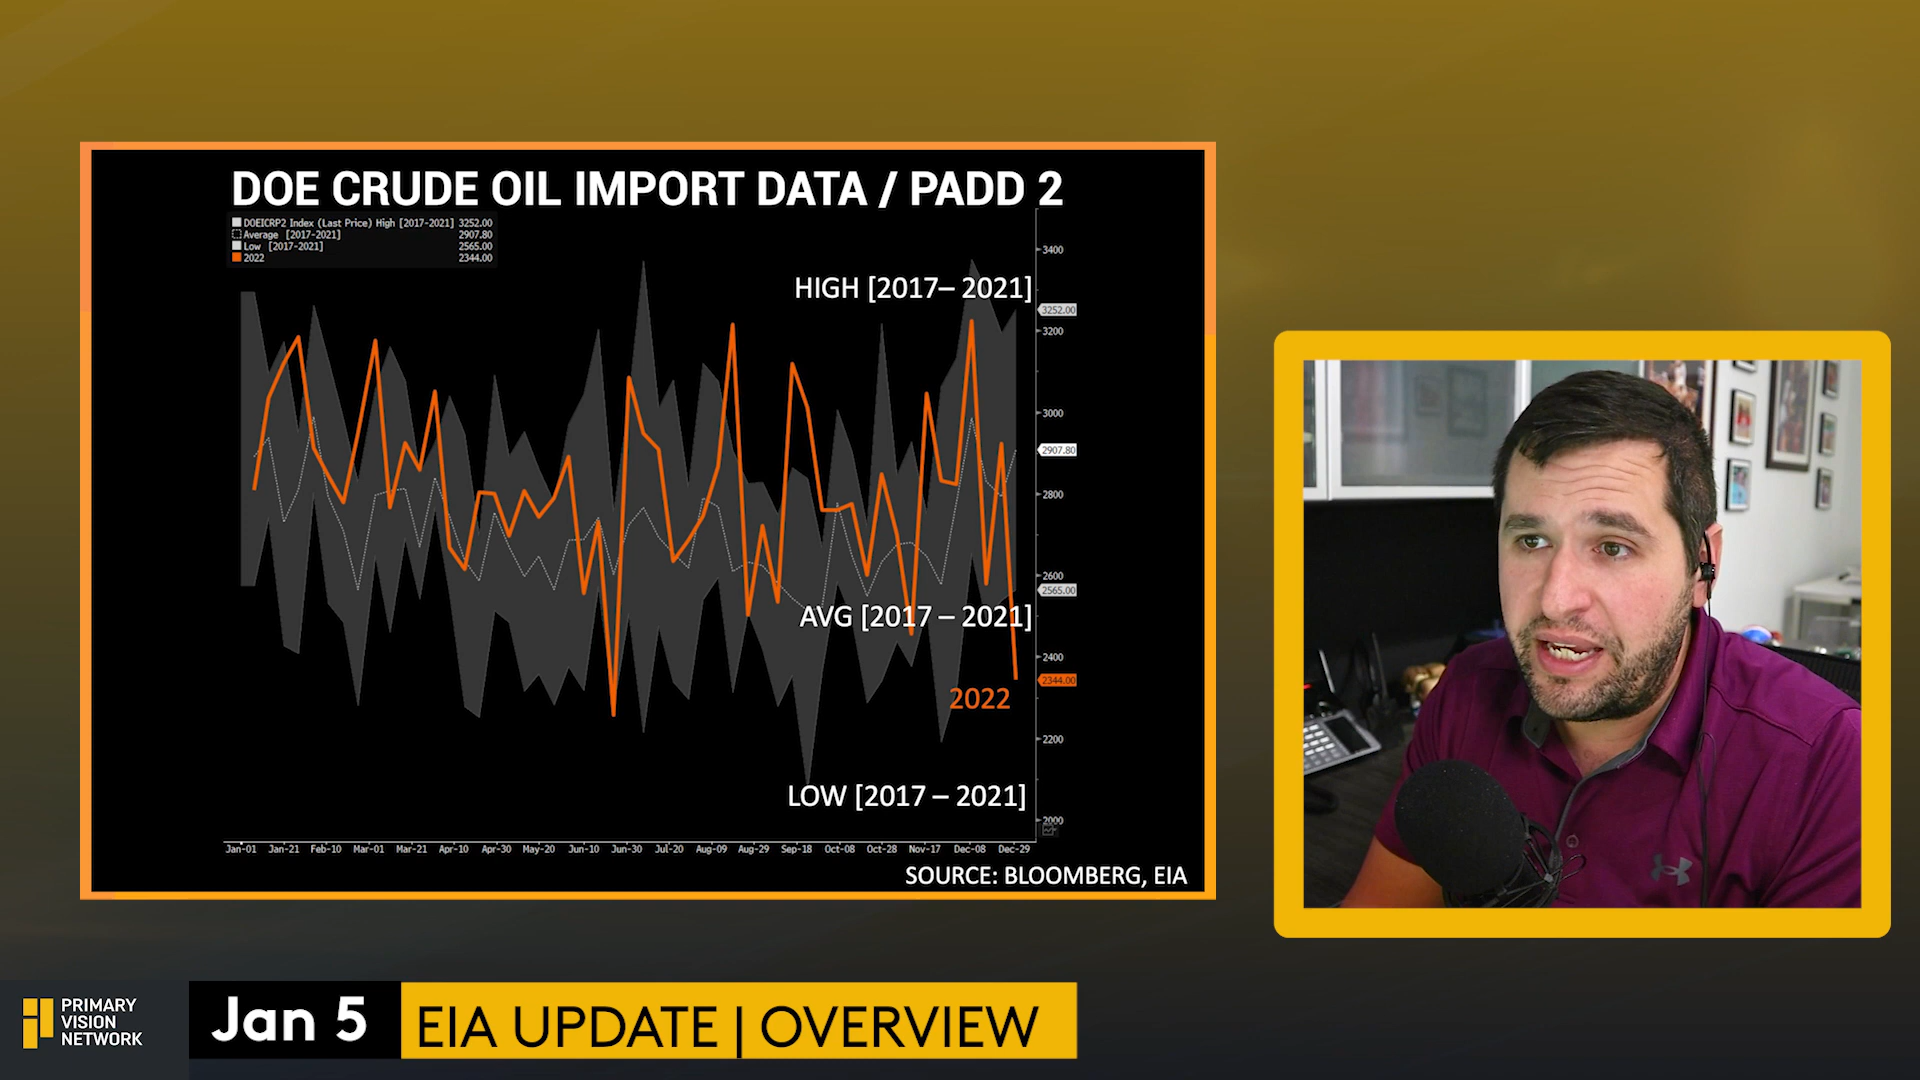 DOE CRUDE OIL IMPORT DATA / PADD 2
DOEICRP2 Index (Last Price) High [2017-2021] 3252.00
Average [2017-2021] 2907.80
Low [2017-2021] 2565.00
2022 2344.00
3400
HIGH [2017– 2021]
3252.00
3200
3000
2907.80
2800
2600
2565.00
AVG [2017 – 2021]
2400
2344.00
2022
2200
LOW [2017 – 2021]
2000
Jan-01 Jan-21 Feb-10 Mar-01 Mar-21 Apr-10 Apr-30 May-20 Jun-10 Jun-30 Jul-20 Aug-09 Aug-29 Sep-18 Oct-08 Oct-28 Nov-17 Dec-08 Dec-29
SOURCE: BLOOMBERG, EIA
PRIMARY
VISION
NETWORK
Jan 5
EIA UPDATE | OVERVIEW